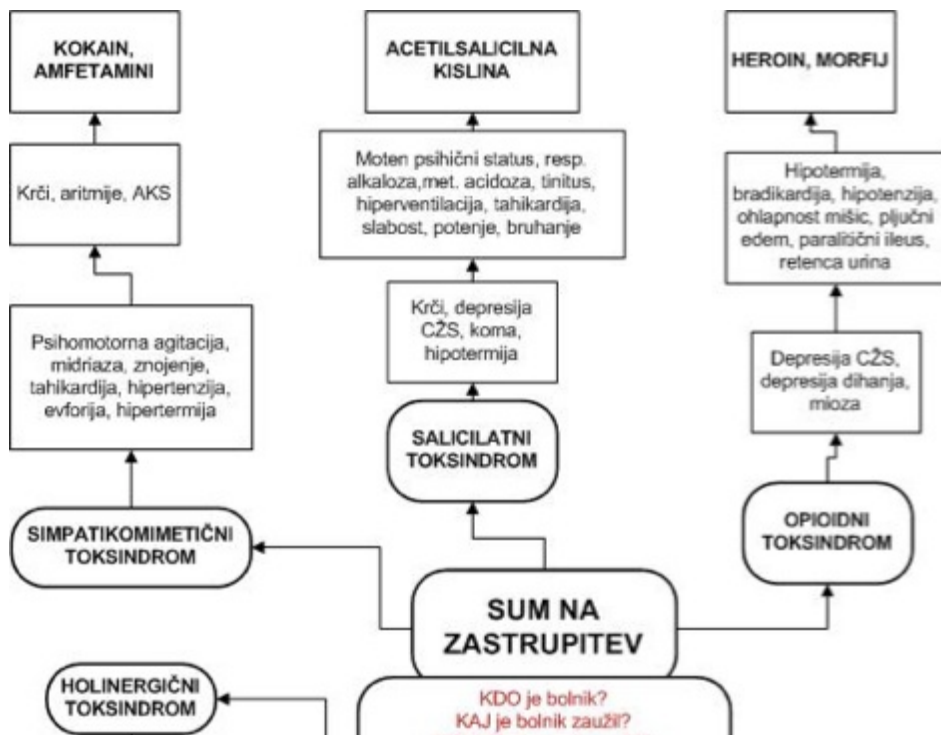 KOKAIN,
AMFETAMINI
ACETILSALICILNA
KISLINA
HEROIN, MORFIJ
Krči, aritmije, AKS
Moten psihični status, resp.
alkaloza,met. acidoza, tinitus,
hiperventilacija, tahikardija,
slabost, potenje, bruhanje
Hipotermija,
bradikardija, hipotenzija,
ohlapnost mišic, pljučni
edem, paralitični ileus,
retenca urina
Psihomotorna agitacija,
midriaza, znojenje,
tahikardija, hipertenzija,
evforija, hipertermija
Krči, depresija
CŽS, koma,
hipotermija
Depresija CŽS,
depresija dihanja,
mioza
SALICILATNI
TOKSINDROM
SIMPATIKOMIMETIČNI
TOKSINDROM
OPIOIDNI
TOKSINDROM
SUM NA
ZASTRUPITEV
HOLINERGIČNI
TOKSINDROM
KDO je bolnik?
KAJ je bolnik zaužil?